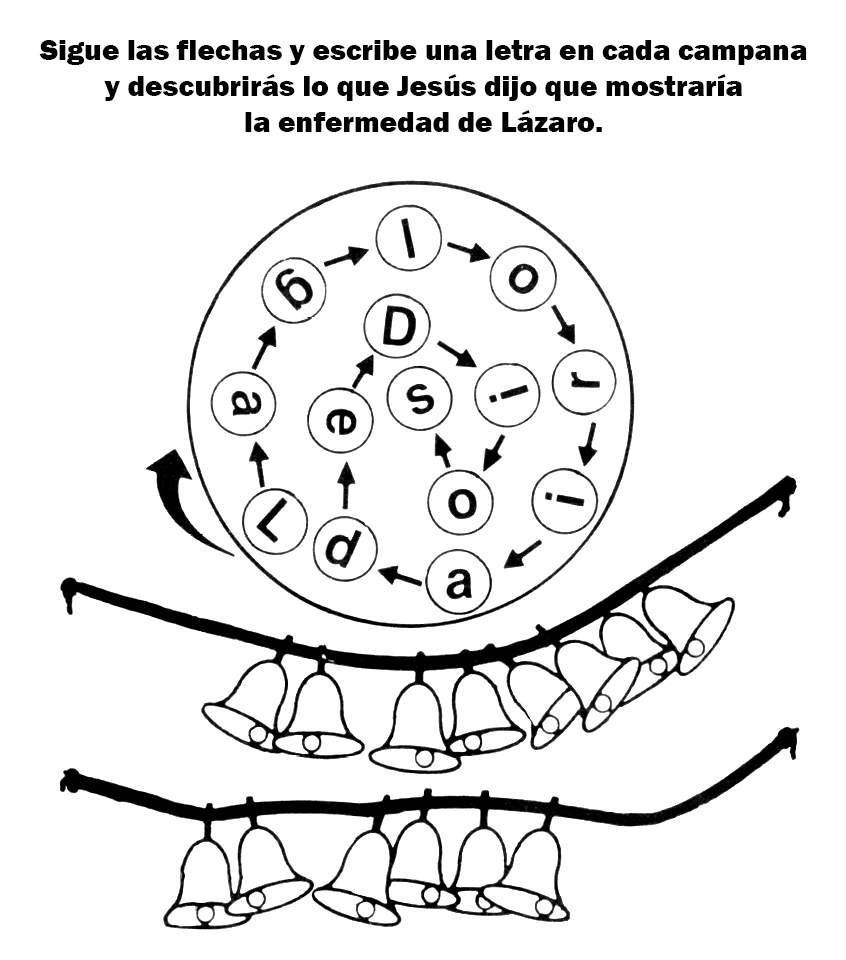 Sigue las flechas y escribe una letra en cada campana
y descubrirás lo que Jesús dijo que mostraría
la enfermedad de Lázaro.
L
a
g
l
o
r
i
a
d
e
D
i
o
s